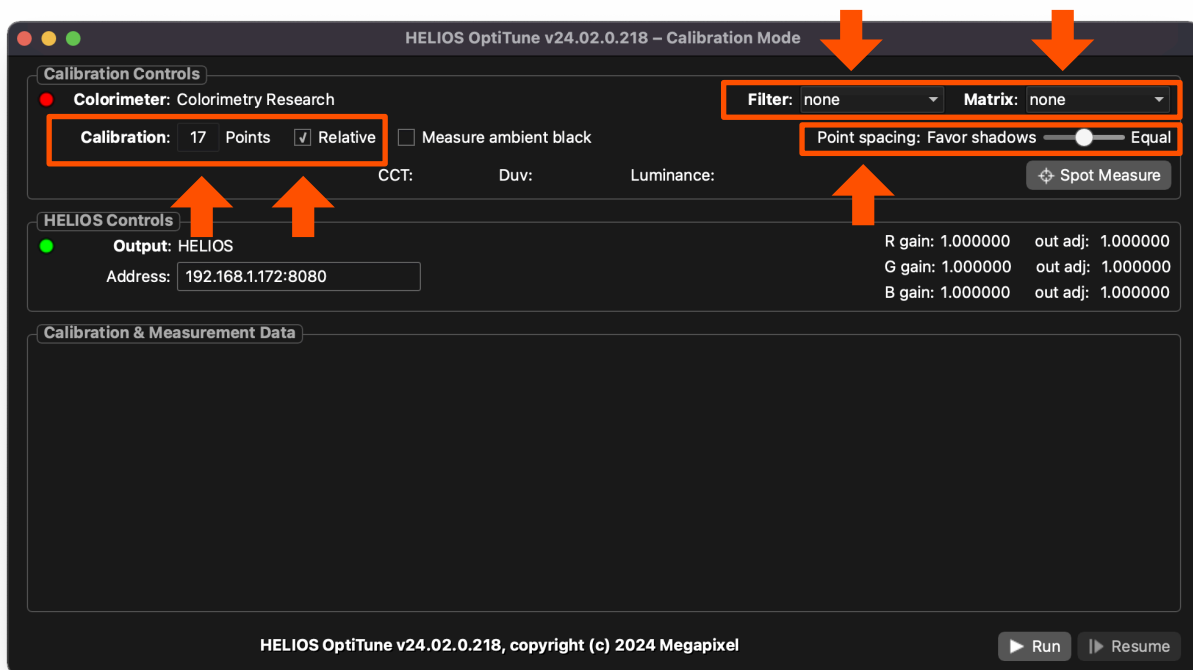 HELIOS OptiTune v24.02.0.218 – Calibration Mode
Calibration Controls
Colorimeter: Colorimetry Research
Filter: none
Matrix: none
Calibration: 17 Points
Relative
Measure ambient black
Point spacing: Favor shadows
Equal
CCT:
Duv:
Luminance:
Spot Measure
HELIOS Controls
Output: HELIOS
R gain: 1.000000 out adj: 1.000000
Address: 192.168.1.172:8080
G gain: 1.000000 out adj: 1.000000
B gain: 1.000000 out adj: 1.000000
Calibration & Measurement Data
HELIOS OptiTune v24.02.0.218, copyright (c) 2024 Megapixel
Run
Resume